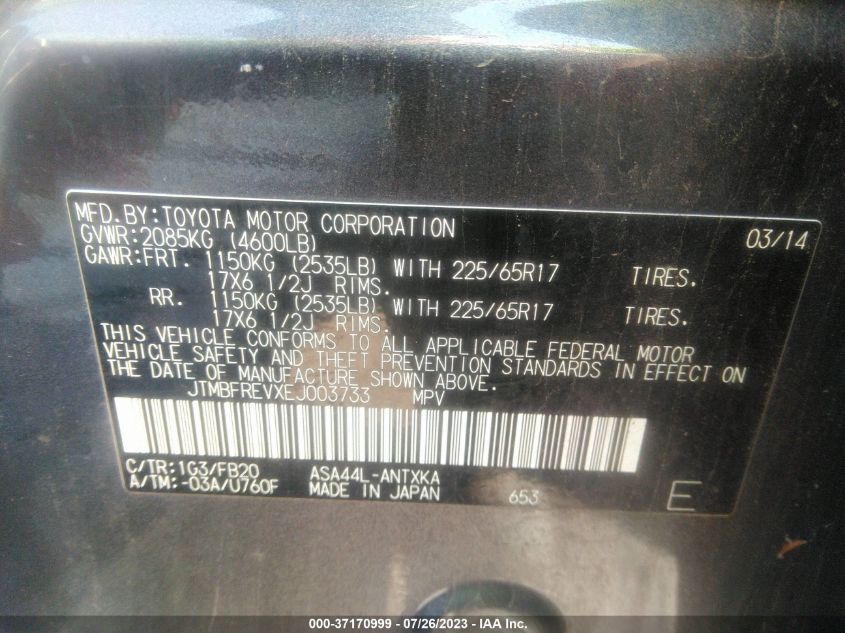 MFD.BY:TOYOTA MOTOR CORPORATION 03/14
GVWR:2085KG (4600LB)
GAWR:FRT. 1150KG (2535LB) WITH 225/65R17 TIRES.
17X6 1/2J RIMS.
RR. 1150KG (2535LB) WITH 225/65R17 TIRES.
17X6 1/2J RIMS.
THIS VEHICLE CONFORMS TO ALL APPLICABLE FEDERAL MOTOR
VEHICLE SAFETY AND THEFT PREVENTION STANDARDS IN EFFECT ON
THE DATE OF MANUFACTURE SHOWN ABOVE.
JTMBFREVXEJ003733 MPV
C/TR:1G3/FB20 ASA44L-ANTXKA
A/TM:-03A/U760F MADE IN JAPAN 653 E
000-37170999 - 07/26/2023 - IAA Inc.